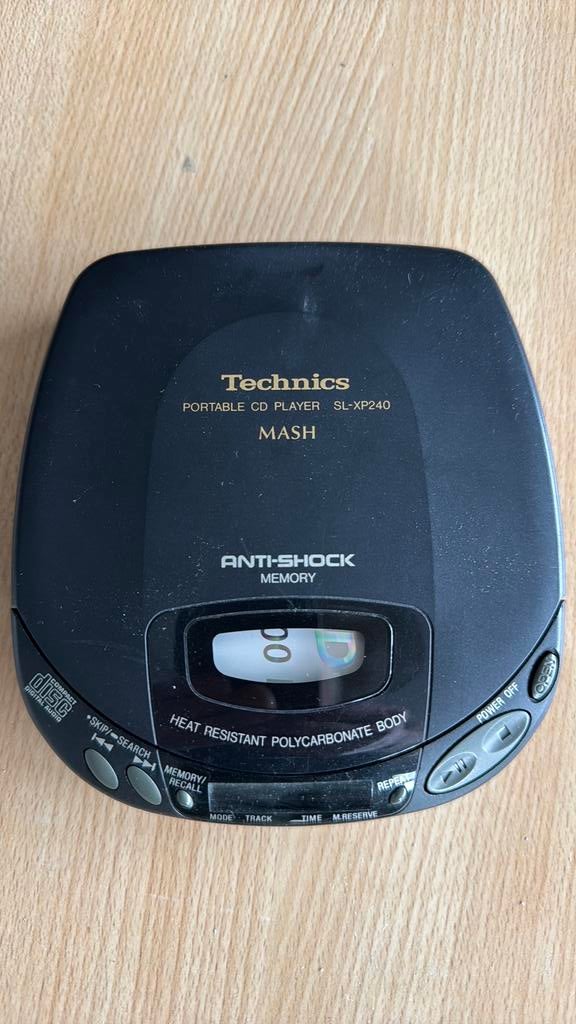 Technics
PORTABLE CD PLAYER SL-XP240
MASH
ANTI-SHOCK
MEMORY
HEAT RESISTANT POLYCARBONATE BODY
COMPACT
disc
DIGITAL AUDIO
•SKIP/••SEARCH
MEMORY/
RECALL
REPEAT
POWER OFF
OPEN
MODE TRACK TIME M.RESERVE